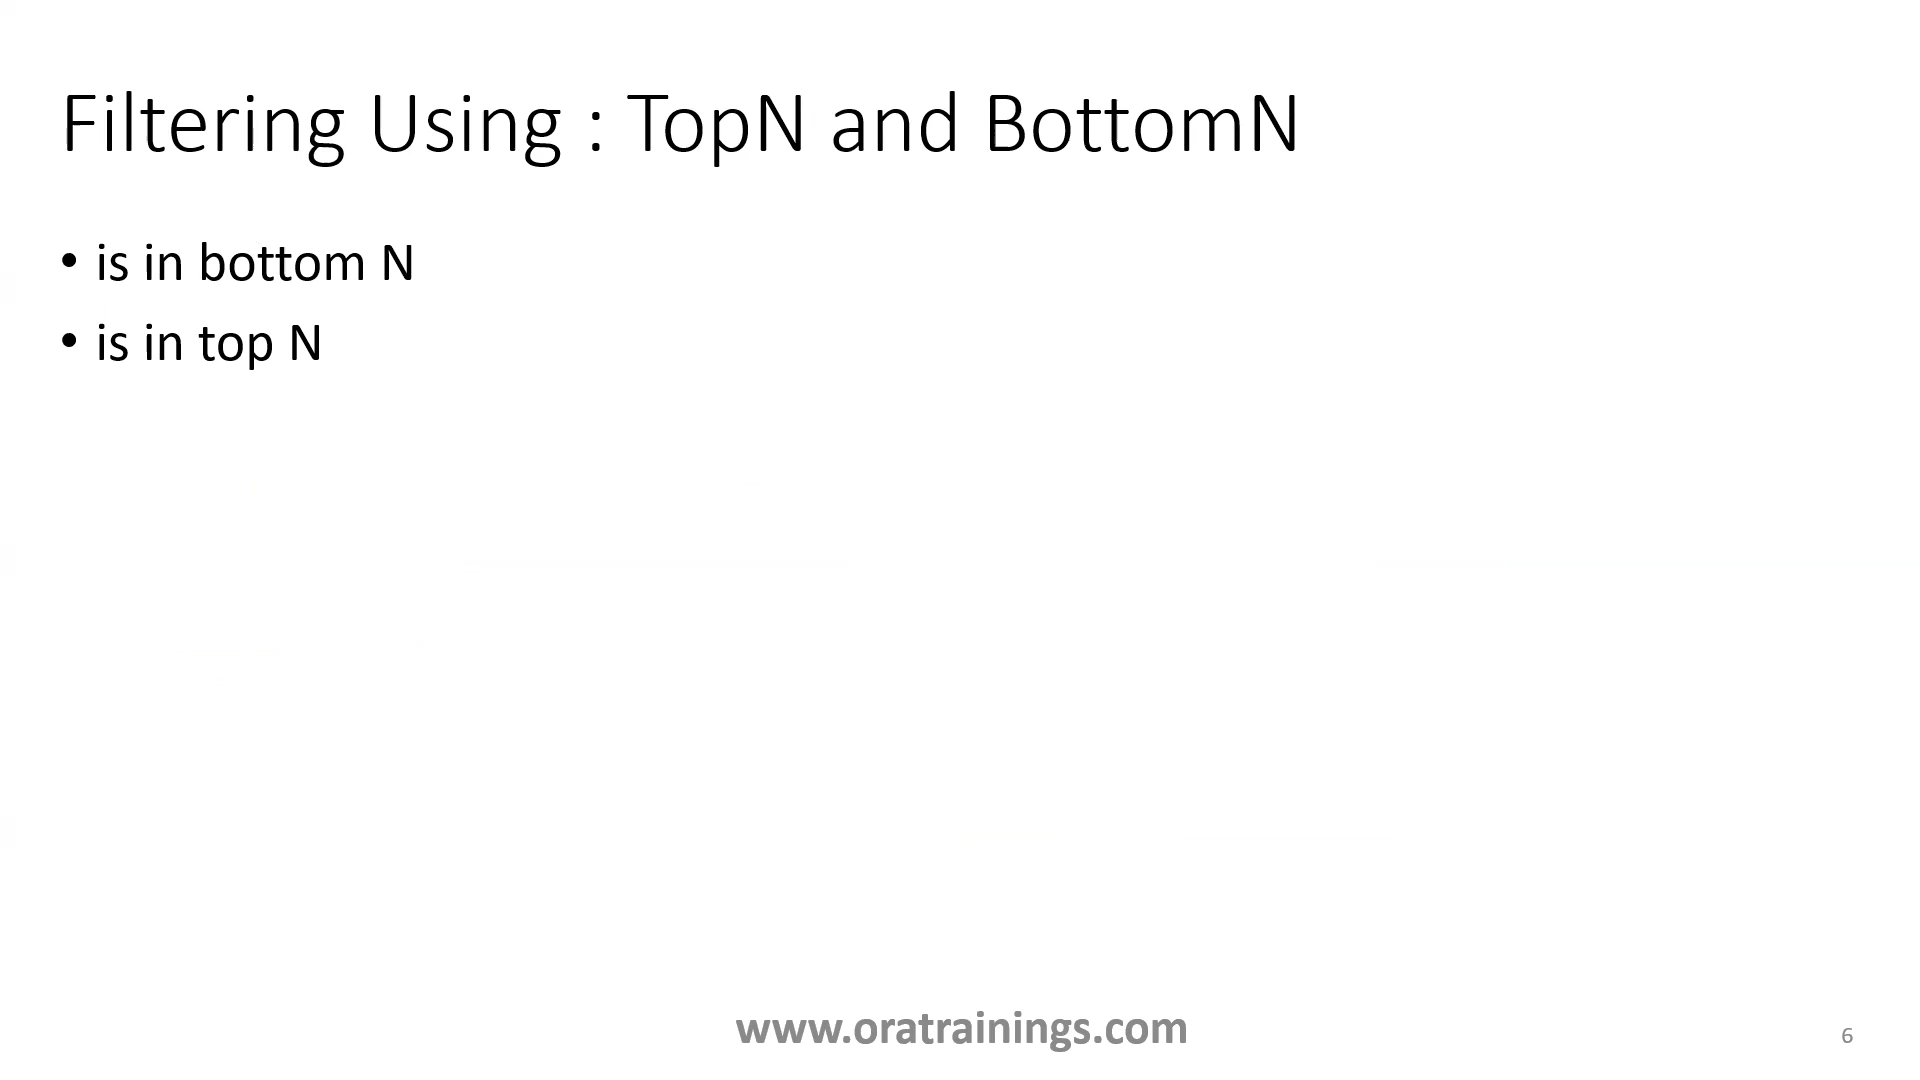 Filtering Using : TopN and BottomN
• is in bottom N
• is in top N
www.oratrainings.com
6